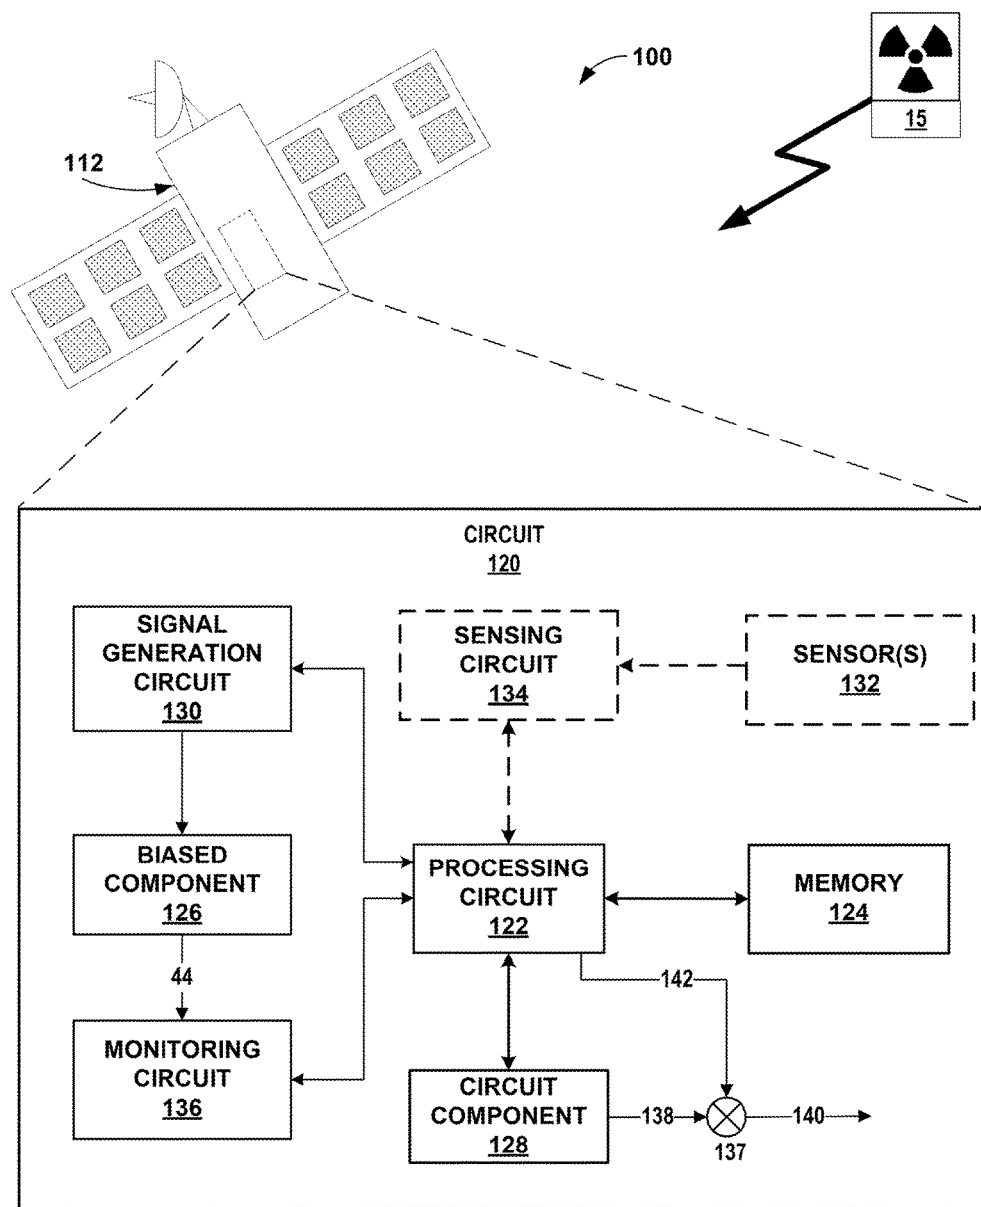 100
15
112
CIRCUIT
120
SIGNAL
GENERATION
CIRCUIT
130
SENSING
CIRCUIT
134
SENSOR(S)
132
BIASED
COMPONENT
126
PROCESSING
CIRCUIT
122
MEMORY
124
44
142
MONITORING
CIRCUIT
136
CIRCUIT
COMPONENT
128
138
137
140